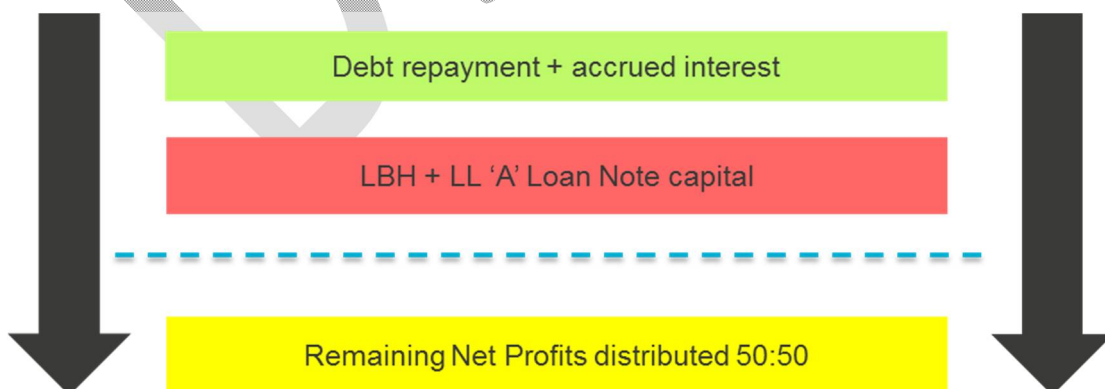 Debt repayment + accrued interest
LBH + LL ‘A’ Loan Note capital
Remaining Net Profits distributed 50:50